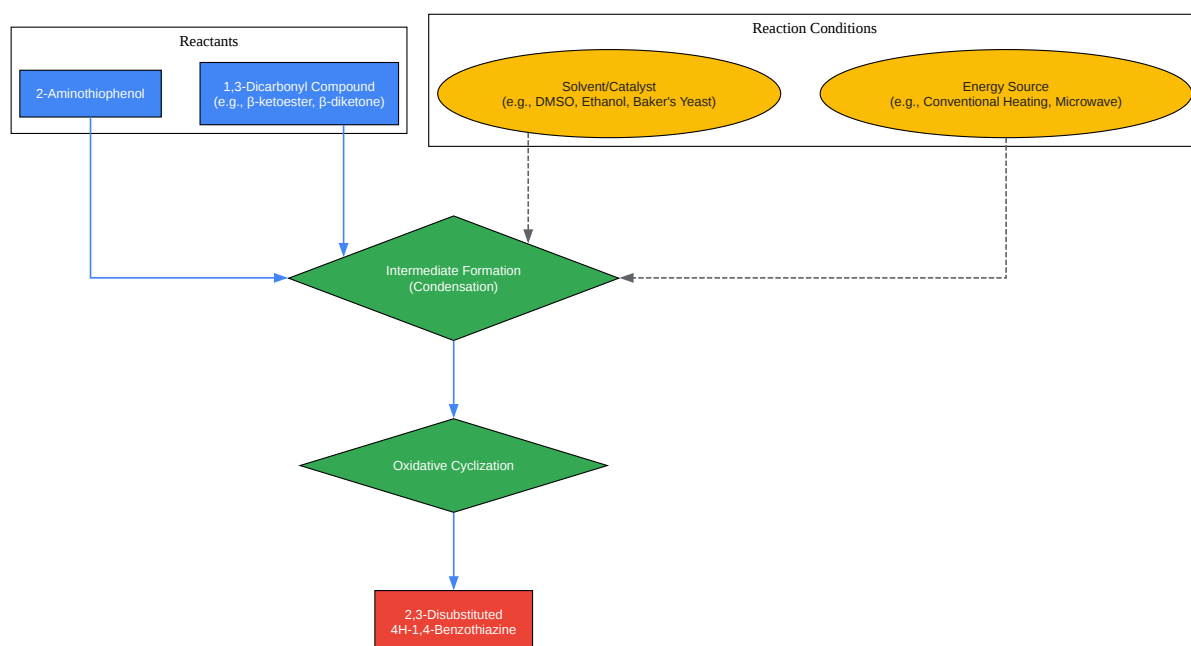 Reactants
2-Aminothiophenol
1,3-Dicarbonyl Compound
(e.g., β-ketoester, β-diketone)
Reaction Conditions
Solvent/Catalyst
(e.g., DMSO, Ethanol, Baker's Yeast)
Energy Source
(e.g., Conventional Heating, Microwave)
Intermediate Formation
(Condensation)
Oxidative Cyclization
2,3-Disubstituted
4H-1,4-Benzothiazine